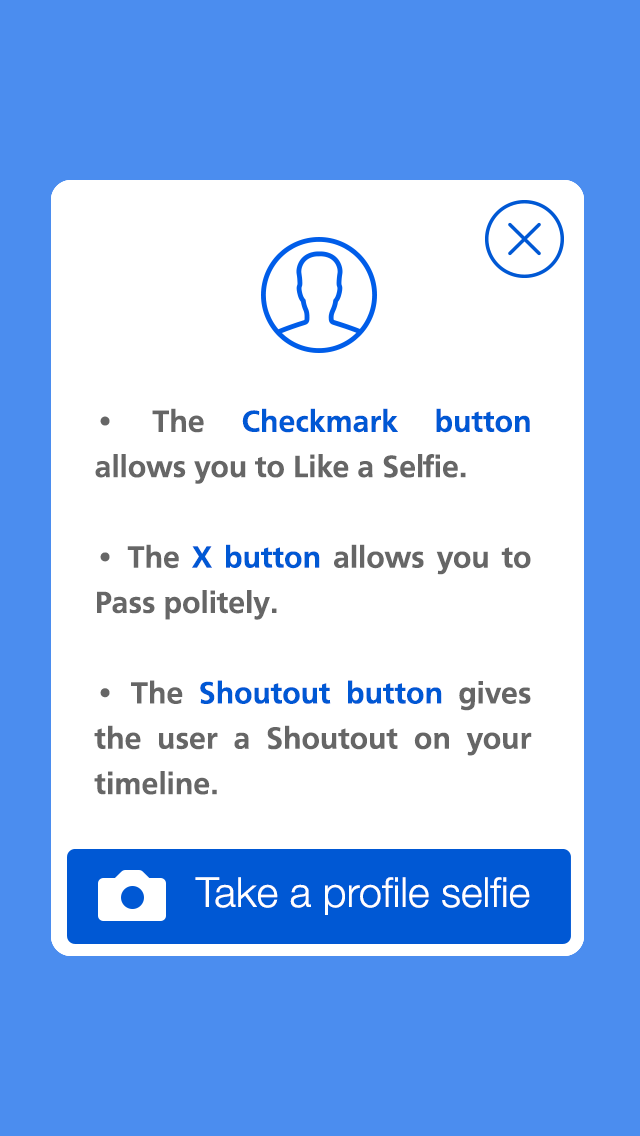 • The Checkmark button
allows you to Like a Selfie.
• The X button allows you to
Pass politely.
• The Shoutout button gives
the user a Shoutout on your
timeline.
Take a profile selfie